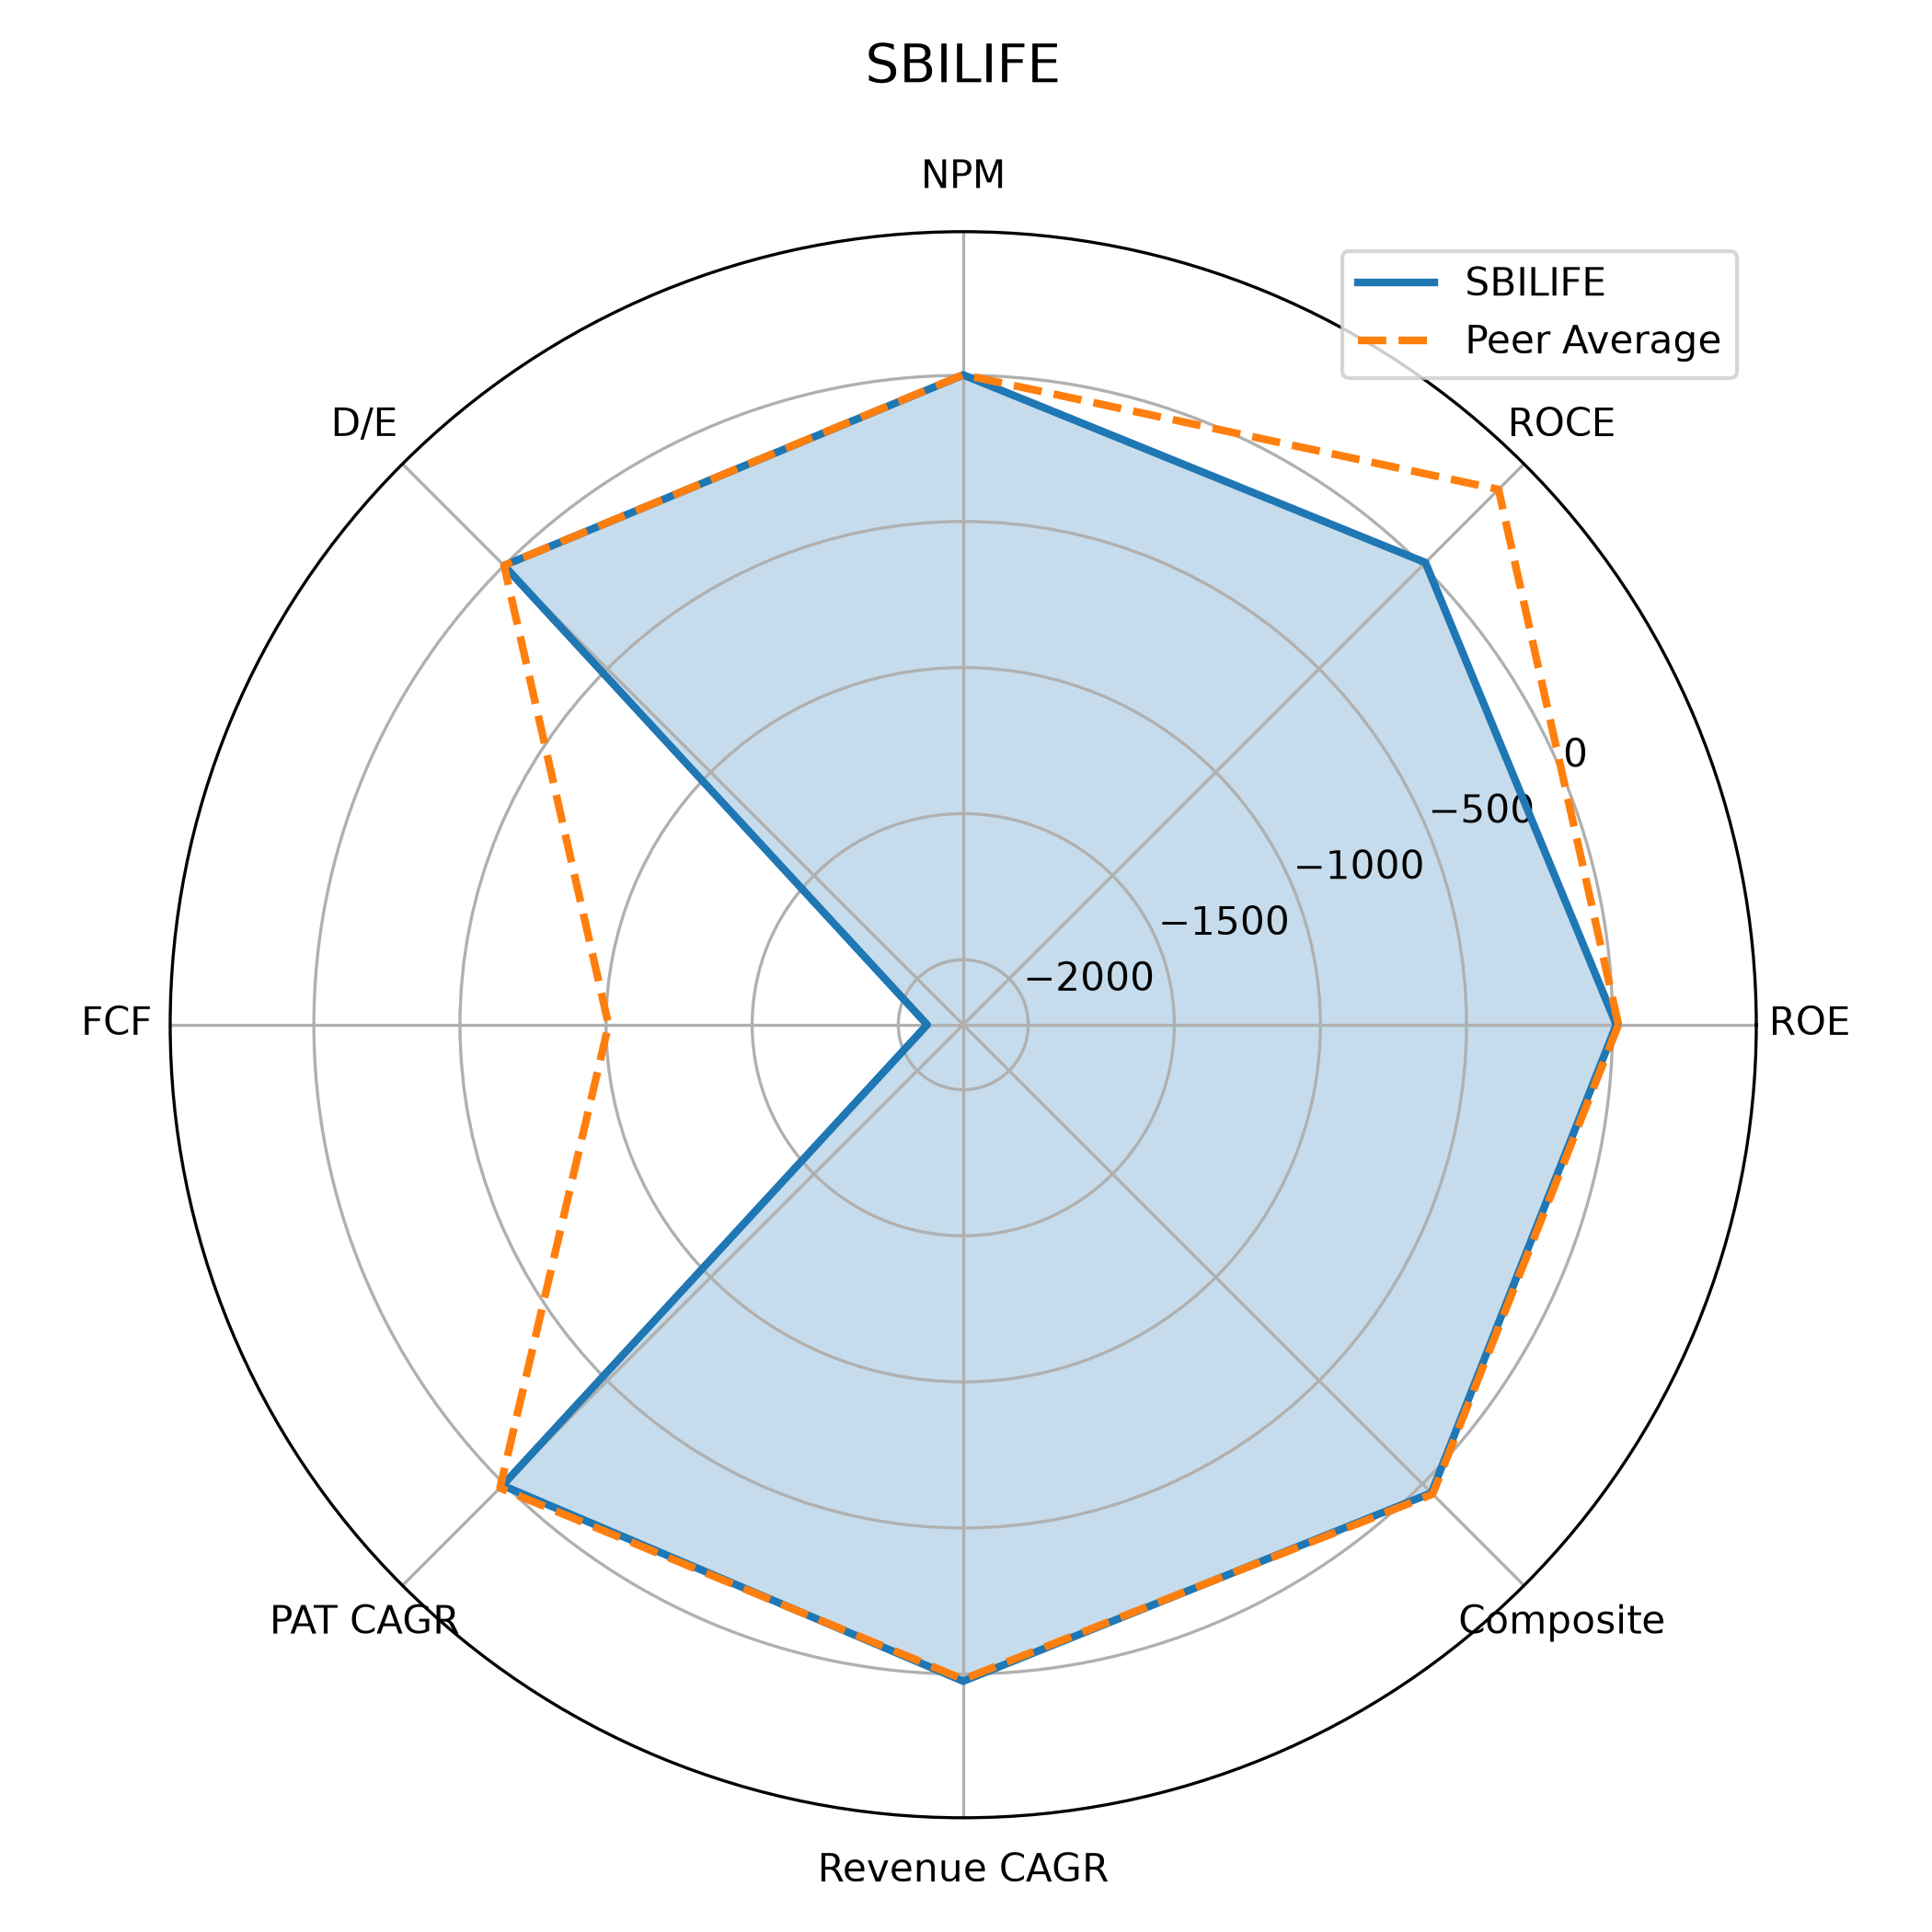 SBILIFE
NPM
SBILIFE
Peer Average
D/E
ROCE
0
−500
−1000
−1500
−2000
FCF
ROE
PAT CAGR
Composite
Revenue CAGR